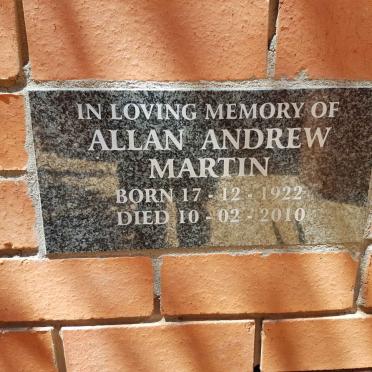 IN LOVING MEMORY OF
ALLAN ANDREW
MARTIN
BORN 17 - 12 - 1922
DIED 10 - 02 - 2010